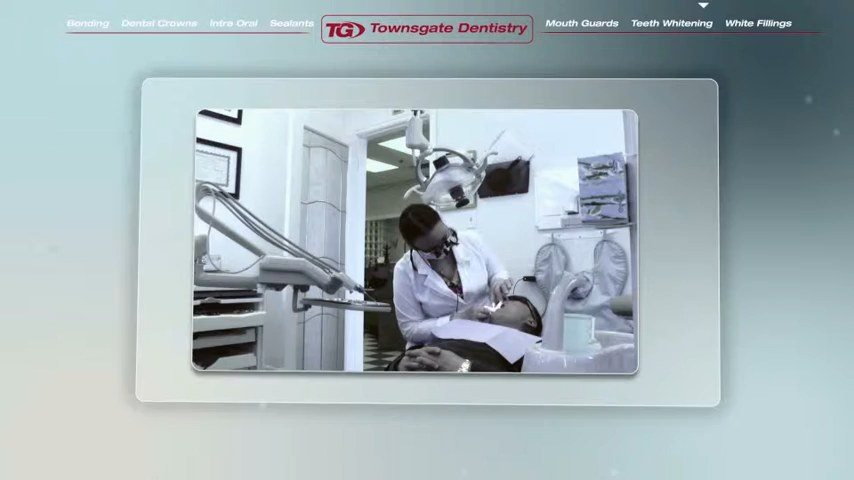 Bonding Dental Crowns Intra Oral Sealants TG Townsgate Dentistry Mouth Guards Teeth Whitening White Fillings